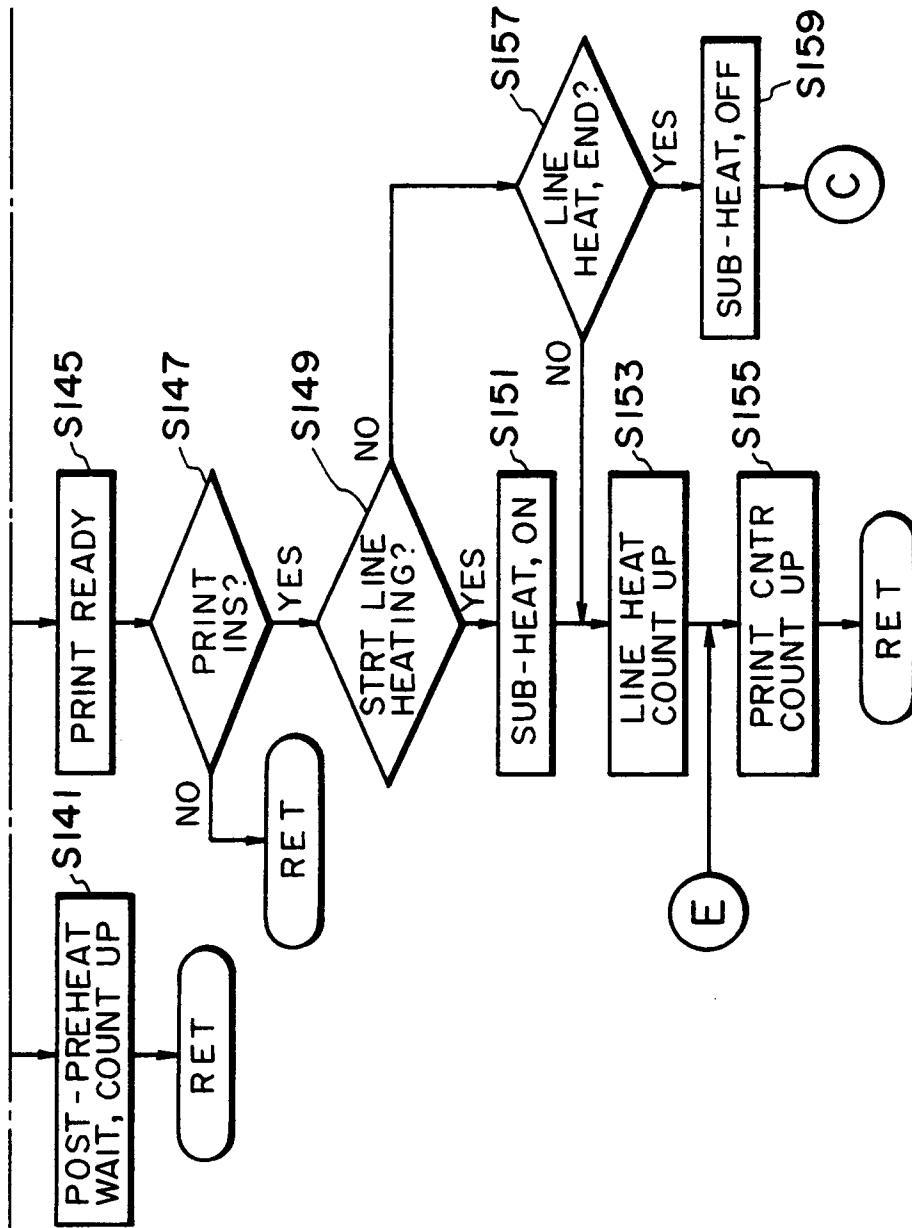 S141
POST-PREHEAT
WAIT, COUNT UP
RET
S145
PRINT READY
S147
PRINT
INS?
NO
YES
RET
S149
STRT LINE
HEATING?
NO
YES
S151
SUB-HEAT, ON
S153
LINE HEAT
COUNT UP
E
S155
PRINT CNTR
COUNT UP
RET
S157
LINE
HEAT, END?
NO
YES
S159
SUB-HEAT, OFF
C